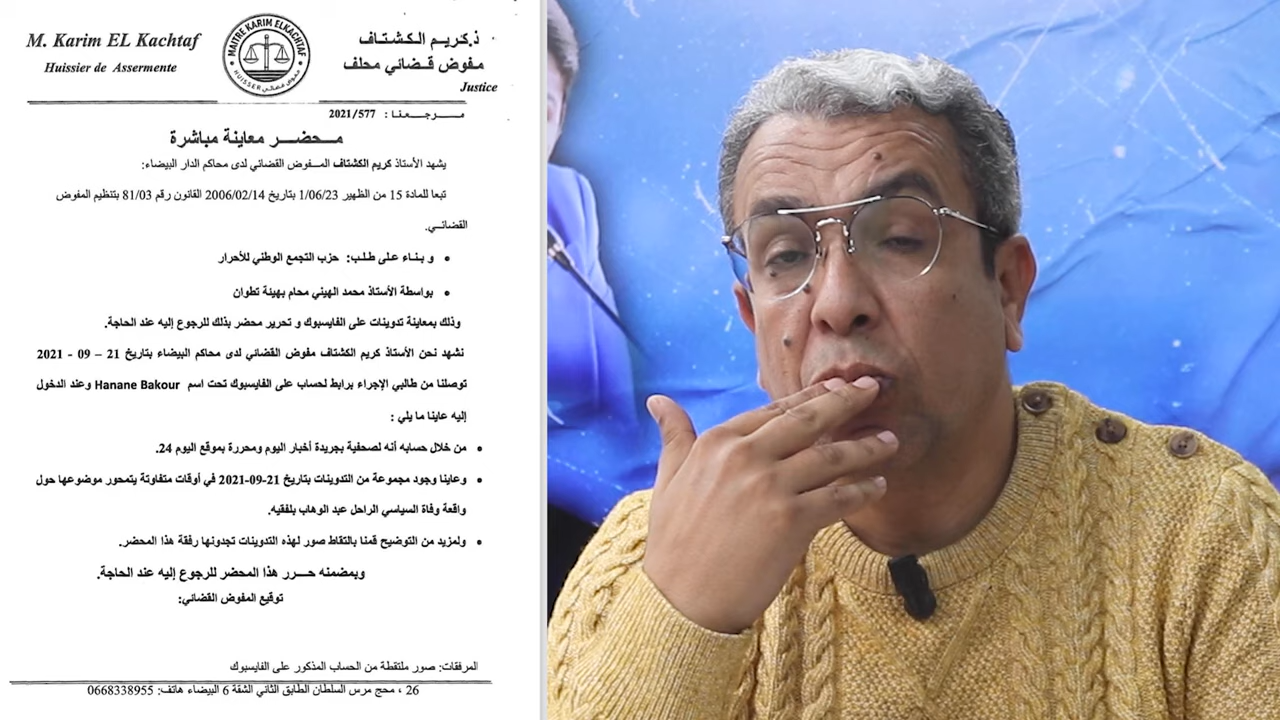 M. Karim EL Kachtaf
Huissier de Assermente
Justice
MAITRE KARIM ELKACHTAF
HUISSIER مفوض قضائي
ذ.كريم الكشتاف
مفوض قضائي محلف
مرجعنا : 2021/577
محضر معاينة مباشرة
يشهد الأستاذ كريم الكشتاف المفوض القضائي لدى محاكم الدار البيضاء:
تبعا للمادة 15 من الظهير 1/06/23 بتاريخ 2006/02/14 القانون رقم 81/03 بتنظيم المفوض
القضائي.
• و بناء على طلب: حزب التجمع الوطني للأحرار
• بواسطة الأستاذ محمد الهيني محام بهيئة تطوان
وذلك بمعاينة تدوينات على الفايسبوك و تحرير محضر بذلك للرجوع إليه عند الحاجة.
نشهد نحن الأستاذ كريم الكشتاف مفوض القضائي لدى محاكم البيضاء بتاريخ 21 – 09 - 2021
توصلنا من طالبي الإجراء برابط لحساب على الفايسبوك تحت اسم Hanane Bakour وعند الدخول
إليه عاينا ما يلي :
• من خلال حسابه أنه لصحفية بجريدة أخبار اليوم ومحررة بموقع اليوم 24.
• وعاينا وجود مجموعة من التدوينات بتاريخ 21-09-2021 في أوقات متفاوتة يتمحور موضوعها حول
واقعة وفاة السياسي الراحل عبد الوهاب بلفقيه.
• ولمزيد من التوضيح قمنا بالتقاط صور لهذه التدوينات تجدونها رفقة هذا المحضر.
وبمضمنه حرر هذا المحضر للرجوع إليه عند الحاجة.
توقيع المفوض القضائي:
المرفقات: صور ملتقطة من الحساب المذكور على الفايسبوك
26 ، محج مرس السلطان الطابق الثاني الشقة 6 البيضاء هاتف: 0668338955